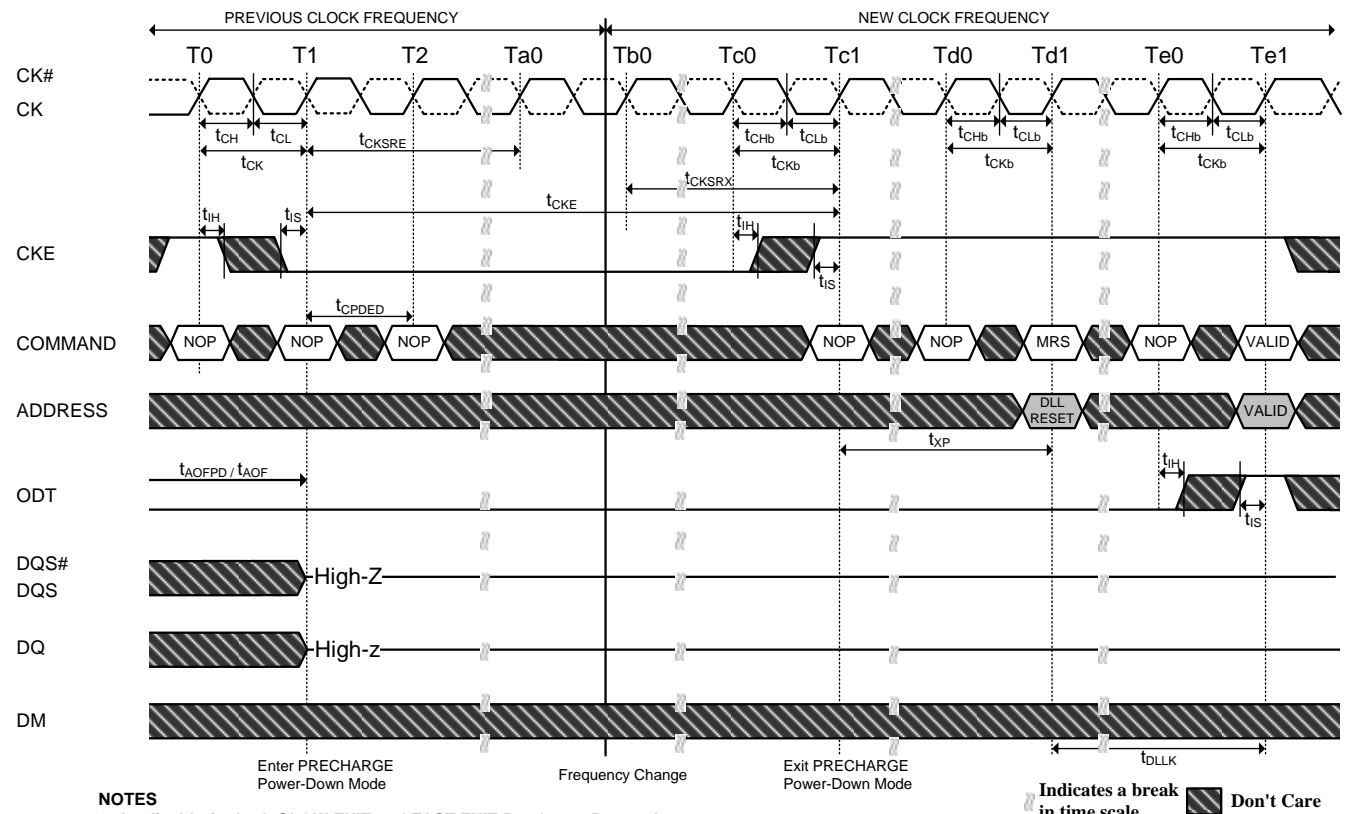 PREVIOUS CLOCK FREQUENCY NEW CLOCK FREQUENCY
T0 T1 T2 Ta0 Tb0 Tc0 Tc1 Td0 Td1 Te0 Te1
CK#
CK
tCH tCL tCHb tCLb tCHb tCLb tCHb tCLb
tCK tCKSRE tCKb tCKb tCKb
tCKSRX
tCKE
tIH tIS tIH
CKE
tIS
tCPDED
COMMAND NOP NOP NOP NOP NOP MRS NOP VALID
ADDRESS DLL RESET VALID
tXP
tAOFPD / tAOF tIH
ODT
tIS
DQS#
DQS High-Z
DQ High-z
DM
tDLLK
Enter PRECHARGE
Power-Down Mode
Frequency Change
Exit PRECHARGE
Power-Down Mode
Indicates a break
in time scale
Don't Care
NOTES